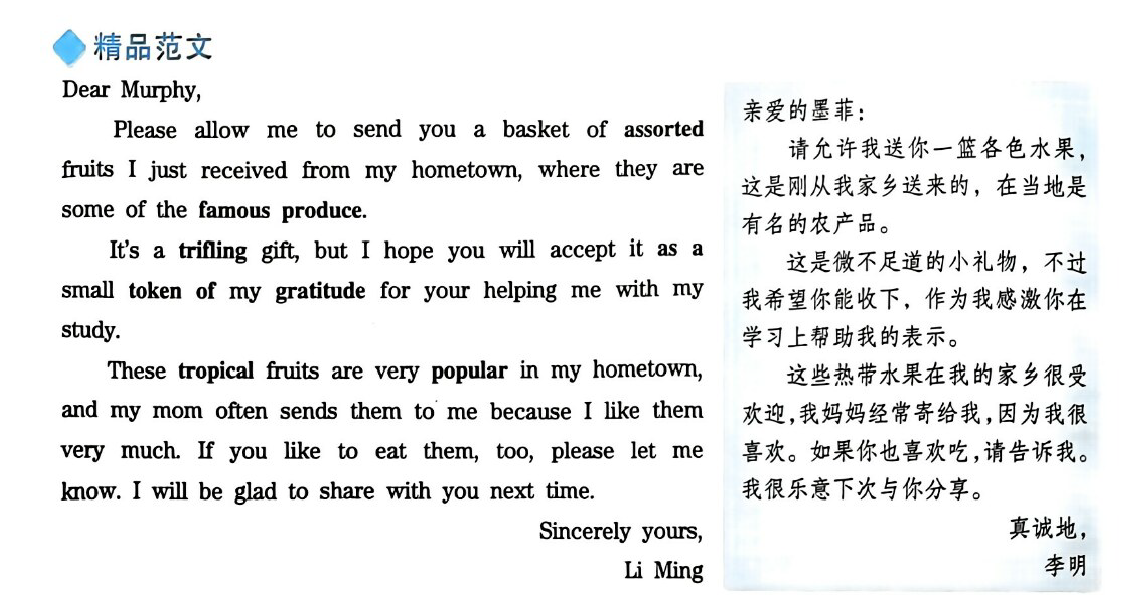 精品范文
Dear Murphy,
Please allow me to send you a basket of assorted
fruits I just received from my hometown, where they are
some of the famous produce.
It's a trifling gift, but I hope you will accept it as a
small token of my gratitude for your helping me with my
study.
These tropical fruits are very popular in my hometown,
and my mom often sends them to me because I like them
very much. If you like to eat them, too, please let me
know. I will be glad to share with you next time.
Sincerely yours,
Li Ming
亲爱的墨菲：
请允许我送你一篮各色水果，
这是刚从我家乡送来的，在当地是
有名的农产品。
这是微不足道的小礼物，不过
我希望你能收下，作为我感激你在
学习上帮助我的表示。
这些热带水果在我的家乡很受
欢迎，我妈妈经常寄给我，因为我很
喜欢。如果你也喜欢吃，请告诉我。
我很乐意下次与你分享。
真诚地，
李明